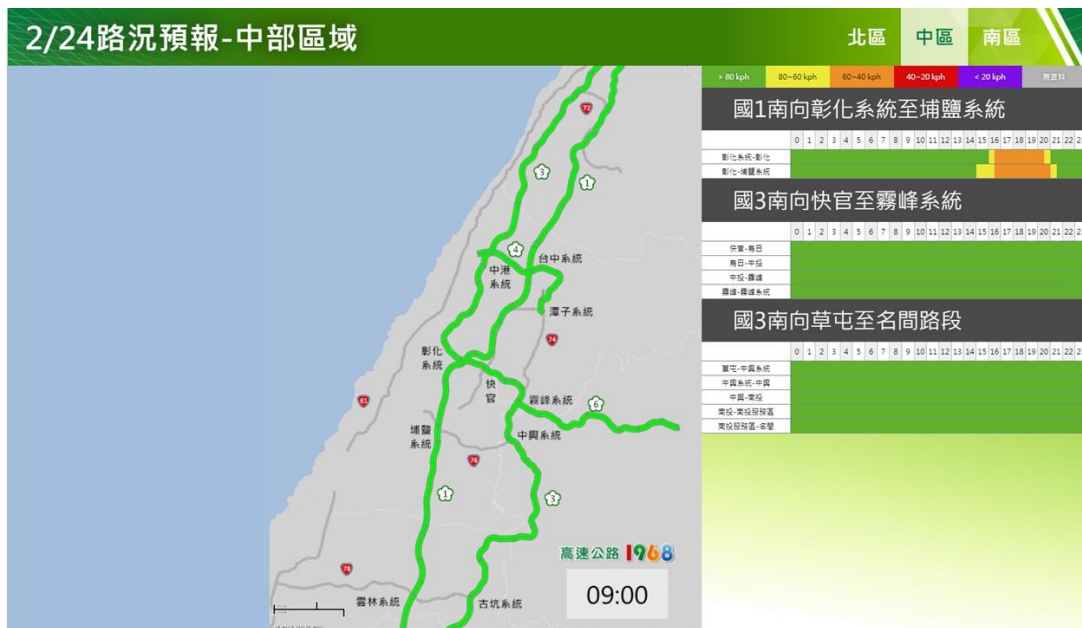 2/24路況預報-中部區域
北區 中區 南區
> 80 kph 80~60 kph 60~40 kph 40~20 kph < 20 kph 無資料
國1南向彰化系統至埔鹽系統
0 1 2 3 4 5 6 7 8 9 10 11 12 13 14 15 16 17 18 19 20 21 22
彰化系統-彰化
彰化-埔鹽系統
國3南向快官至霧峰系統
0 1 2 3 4 5 6 7 8 9 10 11 12 13 14 15 16 17 18 19 20 21 22
快官-烏日
烏日-中投
中投-霧峰
霧峰-霧峰系統
國3南向草屯至名間路段
0 1 2 3 4 5 6 7 8 9 10 11 12 13 14 15 16 17 18 19 20 21 22
草屯-中興系統
中興系統-中興
中興-南投
南投-南投服務區
南投服務區-名間
72
3
1
4
台中系統
中港
系統
潭子系統
74
彰化
系統
快
官
61
霧峰系統
6
埔鹽
系統
中興系統
76
1
3
高速公路 1968
78
09:00
雲林系統
古坑系統